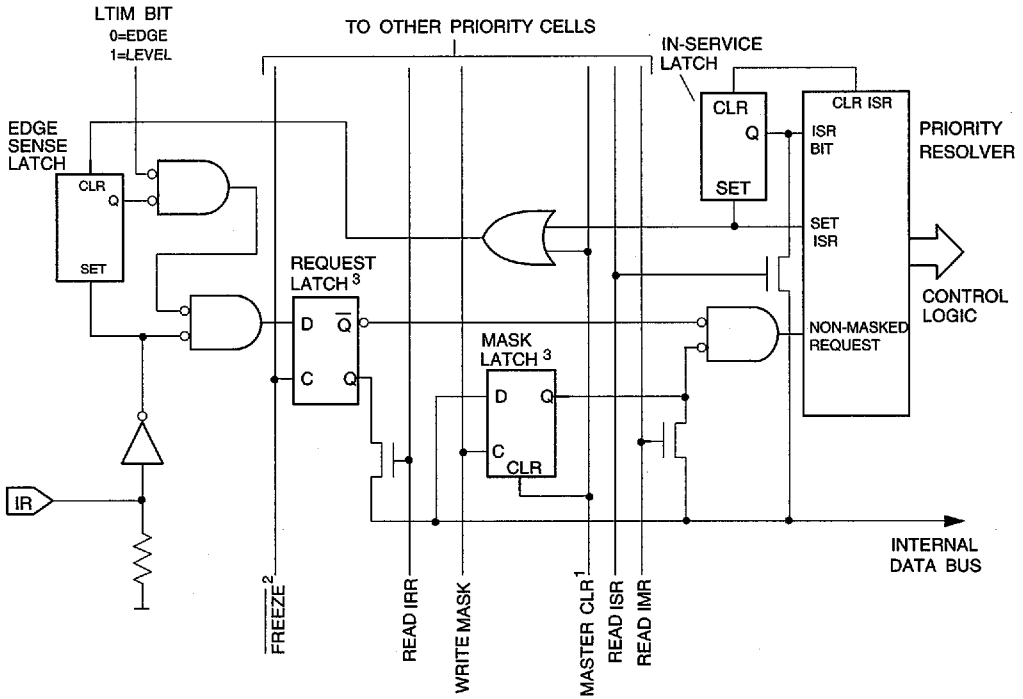 LTIM BIT
0=EDGE
1=LEVEL
TO OTHER PRIORITY CELLS
IN-SERVICE
LATCH
CLR
Q
SET
CLR ISR
ISR
BIT
SET
ISR
NON-MASKED
REQUEST
PRIORITY
RESOLVER
CONTROL
LOGIC
EDGE
SENSE
LATCH
CLR
Q
SET
REQUEST
LATCH 3
D
Q̅
C
Q
MASK
LATCH 3
D
Q
C
CLR
IR
INTERNAL
DATA BUS
F̅R̅E̅E̅Z̅E̅ 2
READ IRR
WRITE MASK
MASTER CLR 1
READ ISR
READ IMR